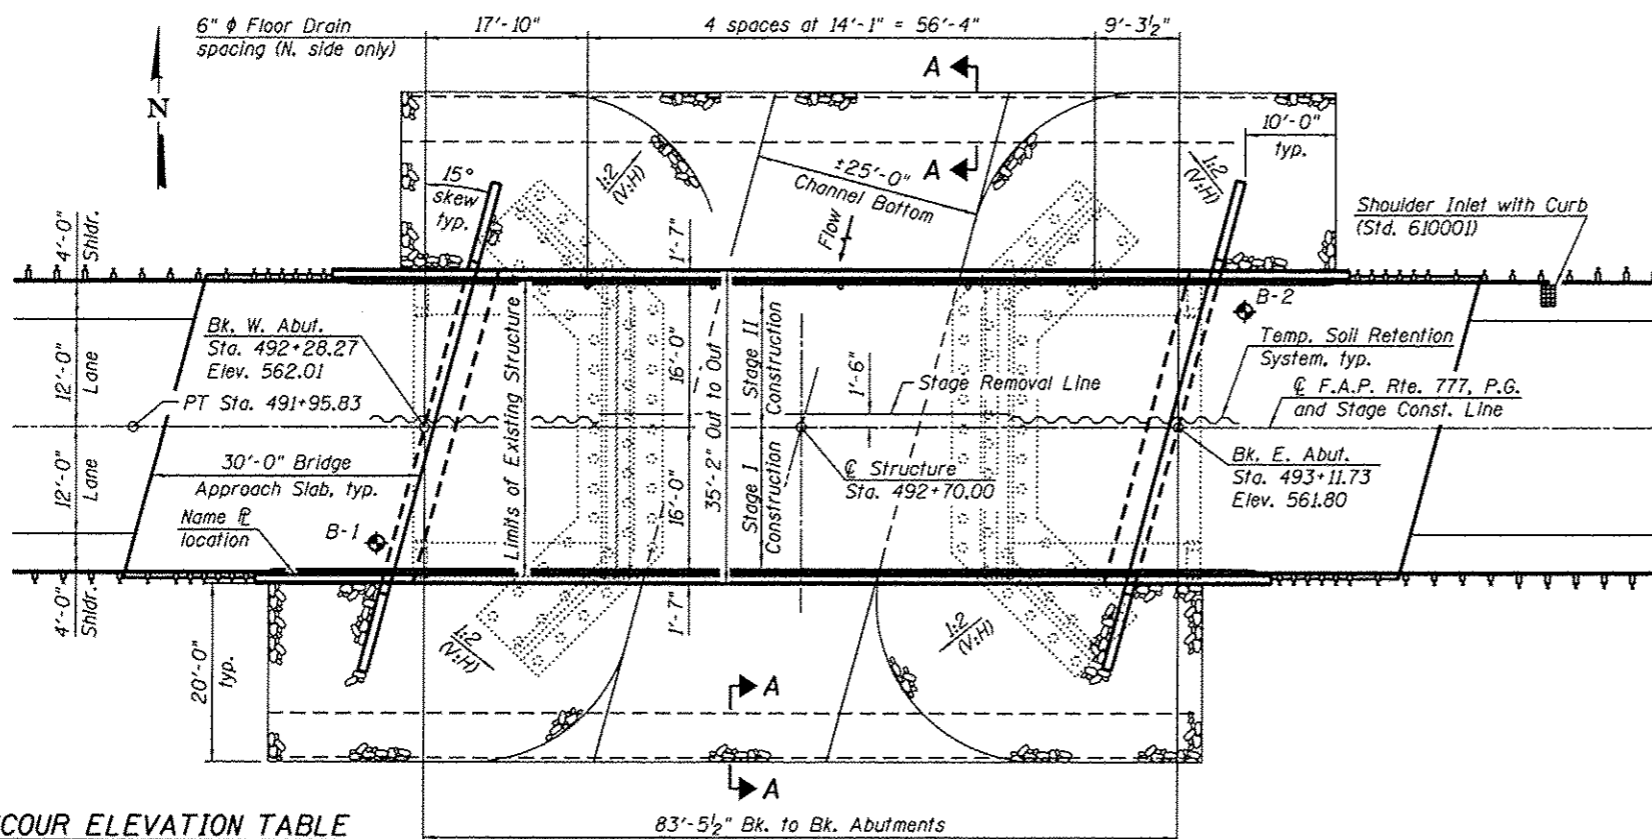 6" ϕ Floor Drain
spacing (N. side only)
17'-10"
4 spaces at 14'-1" = 56'-4"
9'-3½"
N
A
A
10'-0"
typ.
15°
skew
typ.
1:2
(V:H)
±25'-0"
Channel Bottom
Flow
1:2
(V:H)
Shoulder Inlet with Curb
(Std. 610001)
4'-0"
Shldr.
1'-7"
B-2
Bk. W. Abut.
Sta. 492+28.27
Elev. 562.01
Limits of Existing Structure
16'-0"
35'-2" Out to Out
Stage II
Construction
1'-6"
Stage Removal Line
Temp. Soil Retention
System, typ.
℄ F.A.P. Rte. 777, P.G.
and Stage Const. Line
12'-0"
Lane
PT Sta. 491+95.83
30'-0" Bridge
Approach Slab, typ.
12'-0"
Lane
16'-0"
Stage I
Construction
℄ Structure
Sta. 492+70.00
Bk. E. Abut.
Sta. 493+11.73
Elev. 561.80
Name ⅊
location
B-1
4'-0"
Shldr.
1'-7"
1:2
(V:H)
1:2
(V:H)
20'-0"
typ.
A
A
COUR ELEVATION TABLE
83'-5½" Bk. to Bk. Abutments